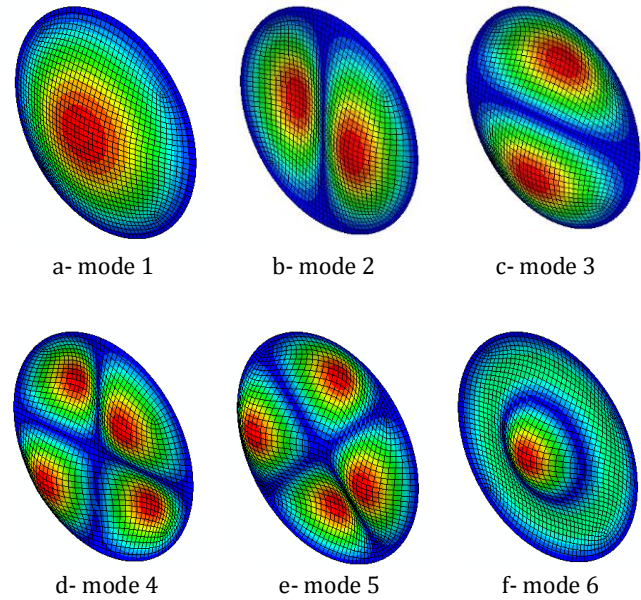 a- mode 1
b- mode 2
c- mode 3
d- mode 4
e- mode 5
f- mode 6